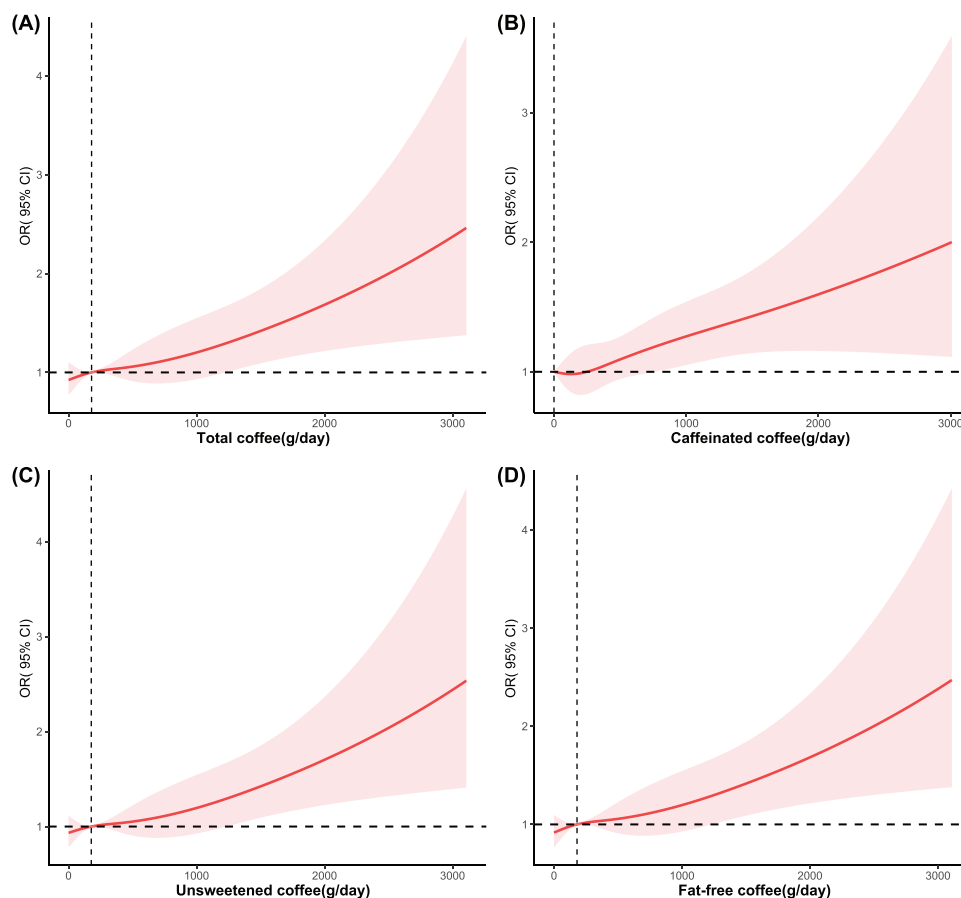 (A)
OR( 95% CI)
4
3
2
1
0
1000
2000
3000
Total coffee(g/day)
(B)
OR( 95% CI)
3
2
1
0
1000
2000
3000
Caffeinated coffee(g/day)
(C)
OR( 95% CI)
4
3
2
1
0
1000
2000
3000
Unsweetened coffee(g/day)
(D)
OR( 95% CI)
4
3
2
1
0
1000
2000
3000
Fat-free coffee(g/day)